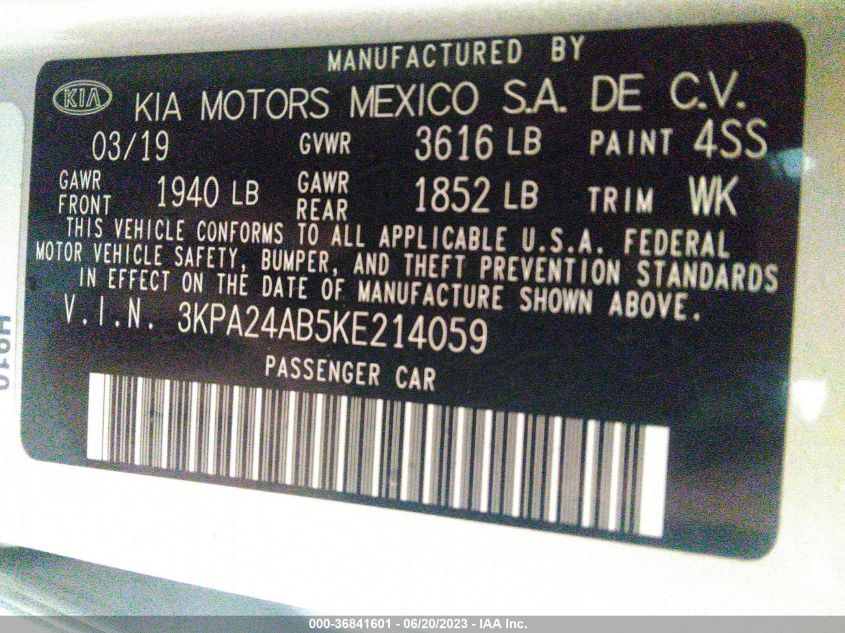 MANUFACTURED BY
KIA KIA MOTORS MEXICO S.A. DE C.V.
03/19 GVWR 3616 LB PAINT 4SS
GAWR FRONT 1940 LB GAWR REAR 1852 LB TRIM WK
THIS VEHICLE CONFORMS TO ALL APPLICABLE U.S.A. FEDERAL
MOTOR VEHICLE SAFETY, BUMPER, AND THEFT PREVENTION STANDARDS
IN EFFECT ON THE DATE OF MANUFACTURE SHOWN ABOVE.
V.I.N. 3KPA24AB5KE214059
PASSENGER CAR
000-36841601 - 06/20/2023 - IAA Inc.